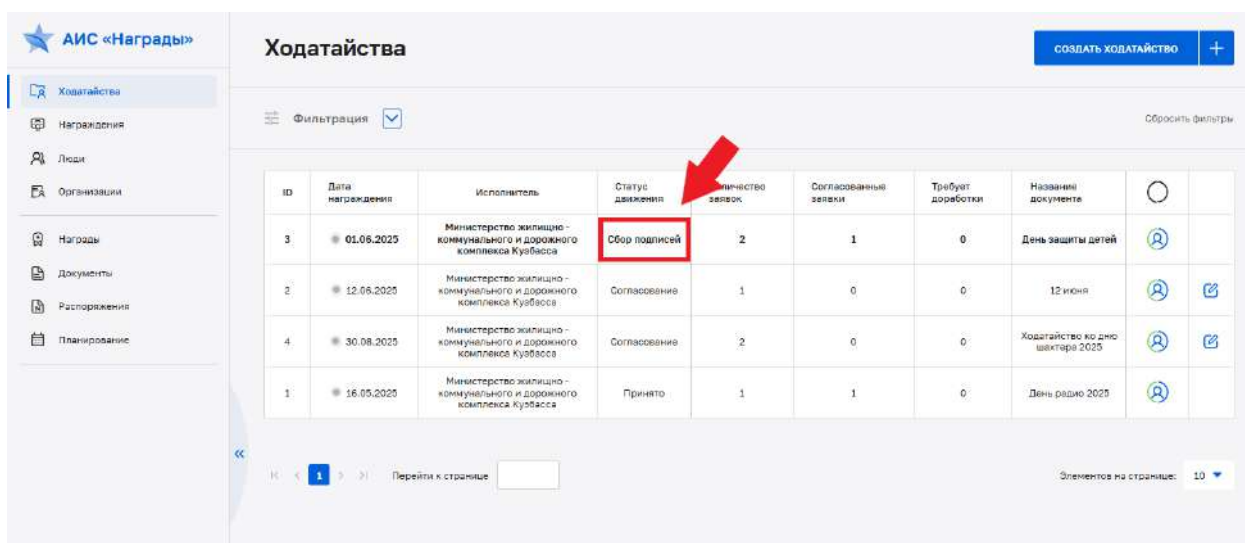 АИС «Награды»
Ходатайства
СОЗДАТЬ ХОДАТАЙСТВО
Ходатайства
Награждения
Люди
Организации
Награды
Документы
Распоряжения
Планирование
Фильтрация
Сбросить фильтры
ID
Дата
награждения
Исполнитель
Статус
движения
заявок
Согласованные
заявки
Требует
доработки
Название
документа
3
01.06.2025
Министерство жилищно -
коммунального и дорожного
комплекса Кузбасса
Сбор подписей
2
1
0
День защиты детей
2
12.06.2025
Министерство жилищно -
коммунального и дорожного
комплекса Кузбасса
Согласование
1
0
0
12 июня
4
30.08.2025
Министерство жилищно -
коммунального и дорожного
комплекса Кузбасса
Согласование
2
0
0
Ходатайство ко дню
шахтера 2025
1
16.05.2025
Министерство жилищно -
коммунального и дорожного
комплекса Кузбасса
Принято
1
1
0
День радио 2025
1
Перейти к странице
Элементов на странице: 10